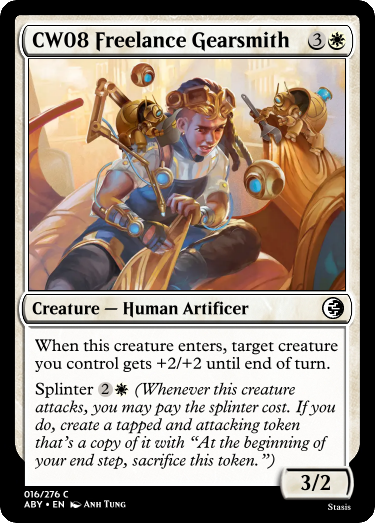 CW08 Freelance Gearsmith 3
Creature — Human Artificer
When this creature enters, target creature
you control gets +2/+2 until end of turn.
Splinter 2 (Whenever this creature
attacks, you may pay the splinter cost. If you
do, create a tapped and attacking token
that's a copy of it with “At the beginning of
your end step, sacrifice this token.”)
3/2
016/276 C
ABY • EN Anh Tung
Stasis